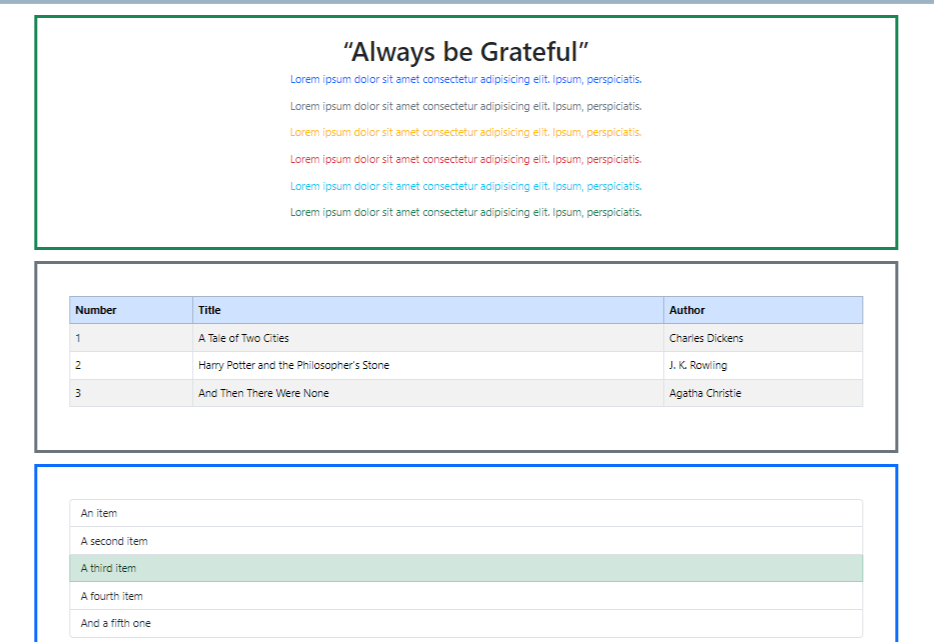 “Always be Grateful”
Lorem ipsum dolor sit amet consectetur adipisicing elit. Ipsum, perspiciatis.
Lorem ipsum dolor sit amet consectetur adipisicing elit. Ipsum, perspiciatis.
Lorem ipsum dolor sit amet consectetur adipisicing elit. Ipsum, perspiciatis.
Lorem ipsum dolor sit amet consectetur adipisicing elit. Ipsum, perspiciatis.
Lorem ipsum dolor sit amet consectetur adipisicing elit. Ipsum, perspiciatis.
Lorem ipsum dolor sit amet consectetur adipisicing elit. Ipsum, perspiciatis.
Number Title Author
1 A Tale of Two Cities Charles Dickens
2 Harry Potter and the Philosopher's Stone J. K. Rowling
3 And Then There Were None Agatha Christie
An item
A second item
A third item
A fourth item
And a fifth one